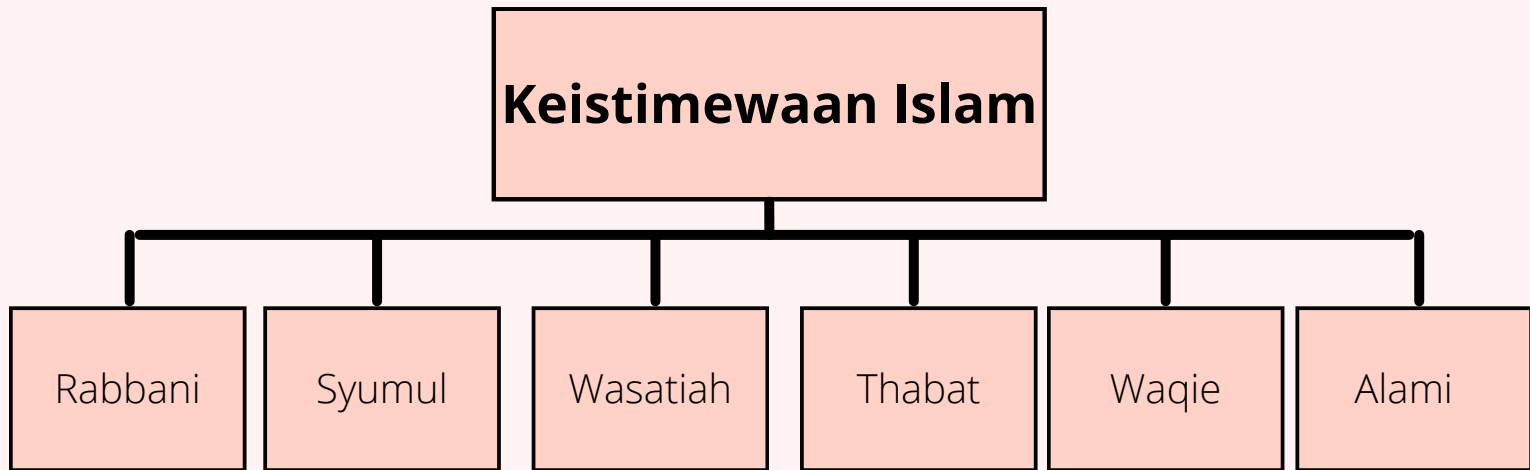 Keistimewaan Islam
Rabbani
Syumul
Wasatiah
Thabat
Waqie
Alami